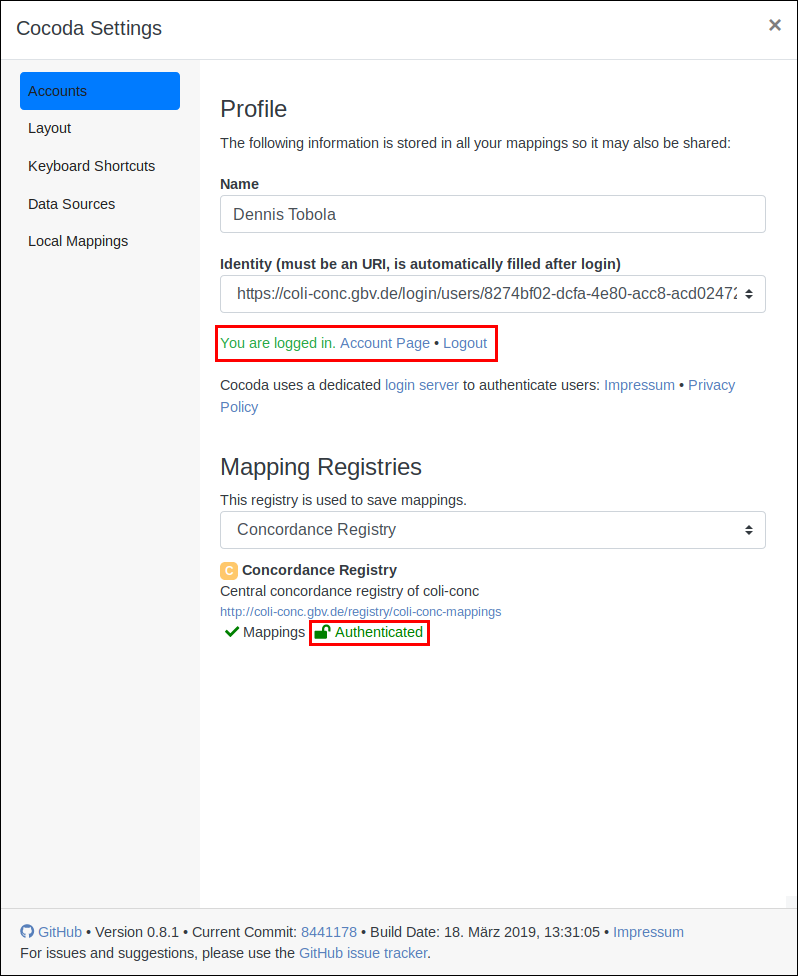 Cocoda Settings
×
Accounts
Layout
Keyboard Shortcuts
Data Sources
Local Mappings
Profile
The following information is stored in all your mappings so it may also be shared:
Name
Dennis Tobola
Identity (must be an URI, is automatically filled after login)
https://coli-conc.gbv.de/login/users/8274bf02-dcfa-4e80-acc8-acd02472
You are logged in. Account Page • Logout
Cocoda uses a dedicated login server to authenticate users: Impressum • Privacy
Policy
Mapping Registries
This registry is used to save mappings.
Concordance Registry
C Concordance Registry
Central concordance registry of coli-conc
http://coli-conc.gbv.de/registry/coli-conc-mappings
Mappings Authenticated
GitHub • Version 0.8.1 • Current Commit: 8441178 • Build Date: 18. März 2019, 13:31:05 • Impressum
For issues and suggestions, please use the GitHub issue tracker.